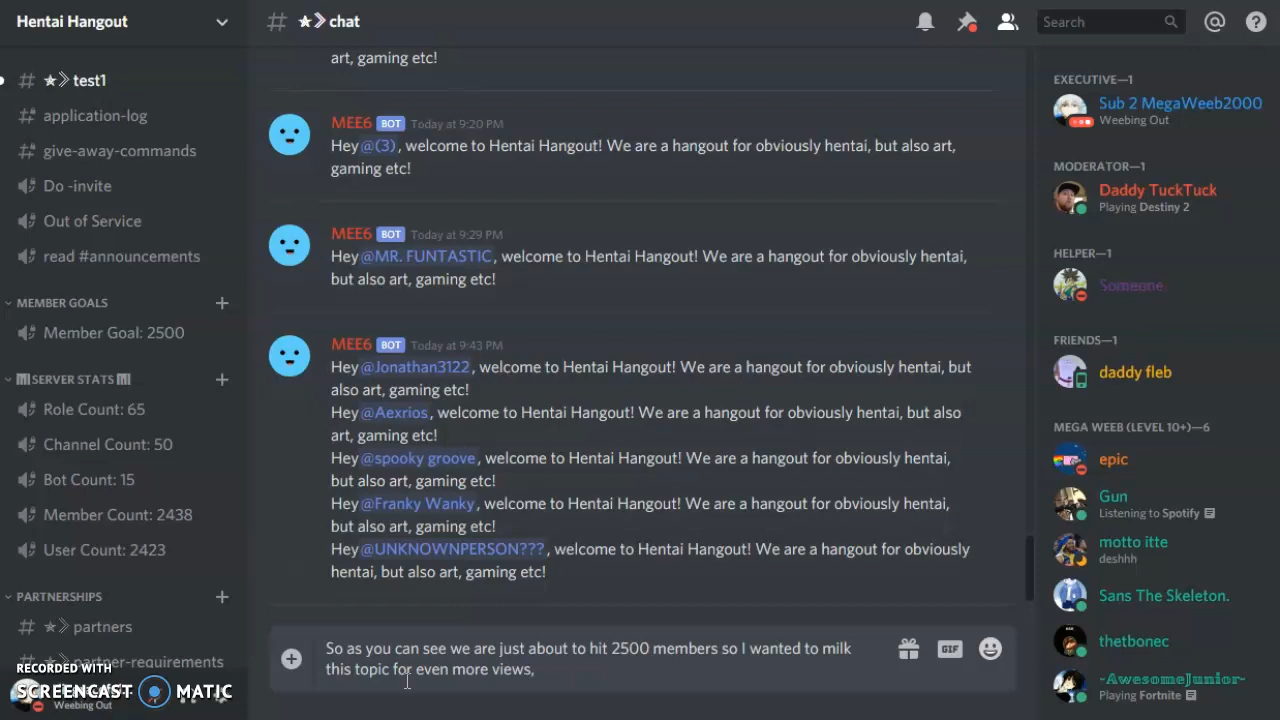 Hentai Hangout
★ chat
Search
★ test1
application-log
give-away-commands
Do -invite
Out of Service
read #announcements
MEMBER GOALS
Member Goal: 2500
SERVER STATS
Role Count: 65
Channel Count: 50
Bot Count: 15
Member Count: 2438
User Count: 2423
PARTNERSHIPS
★ partners
★ partner-requirements
RECORDED WITH
SCREENCAST MATIC
Weebing Out
art, gaming etc!
MEE6 BOT Today at 9:20 PM
Hey @(3), welcome to Hentai Hangout! We are a hangout for obviously hentai, but also art,
gaming etc!
MEE6 BOT Today at 9:29 PM
Hey @MR. FUNTASTIC, welcome to Hentai Hangout! We are a hangout for obviously hentai,
but also art, gaming etc!
MEE6 BOT Today at 9:43 PM
Hey @Jonathan3122, welcome to Hentai Hangout! We are a hangout for obviously hentai, but
also art, gaming etc!
Hey @Aexrios, welcome to Hentai Hangout! We are a hangout for obviously hentai, but also
art, gaming etc!
Hey @spooky groove, welcome to Hentai Hangout! We are a hangout for obviously hentai,
but also art, gaming etc!
Hey @Franky Wanky, welcome to Hentai Hangout! We are a hangout for obviously hentai,
but also art, gaming etc!
Hey @UNKNOWNPERSON???, welcome to Hentai Hangout! We are a hangout for obviously
hentai, but also art, gaming etc!
So as you can see we are just about to hit 2500 members so I wanted to milk
this topic for even more views,
GIF
EXECUTIVE—1
Sub 2 MegaWeeb2000
Weebing Out
MODERATOR—1
Daddy TuckTuck
Playing Destiny 2
HELPER—1
Someone
FRIENDS—1
daddy fleb
MEGA WEEB (LEVEL 10+)—6
epic
Gun
Listening to Spotify
motto itte
deshhh
Sans The Skeleton.
thetbonec
-AwesomeJunior-
Playing Fortnite